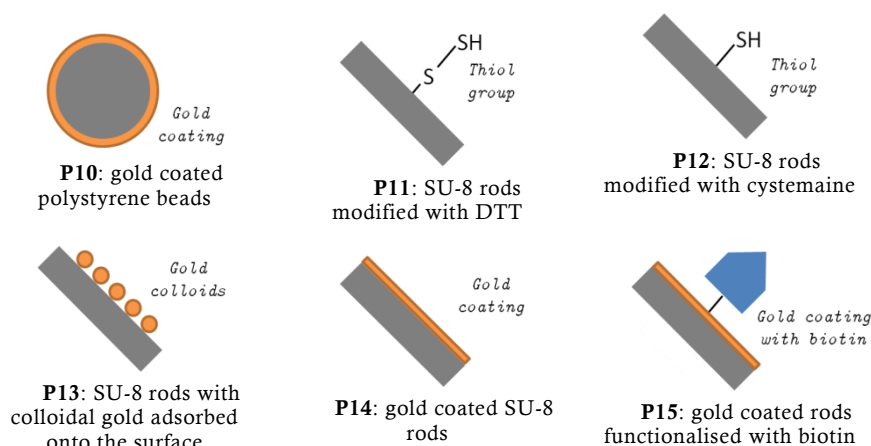 Gold
coating
P10: gold coated
polystyrene beads
SH
S
Thiol
group
P11: SU-8 rods
modified with DTT
SH
Thiol
group
P12: SU-8 rods
modified with cystemaine
Gold
colloids
P13: SU-8 rods with
colloidal gold adsorbed
onto the surface
Gold
coating
P14: gold coated SU-8
rods
Gold coating
with biotin
P15: gold coated rods
functionalised with biotin